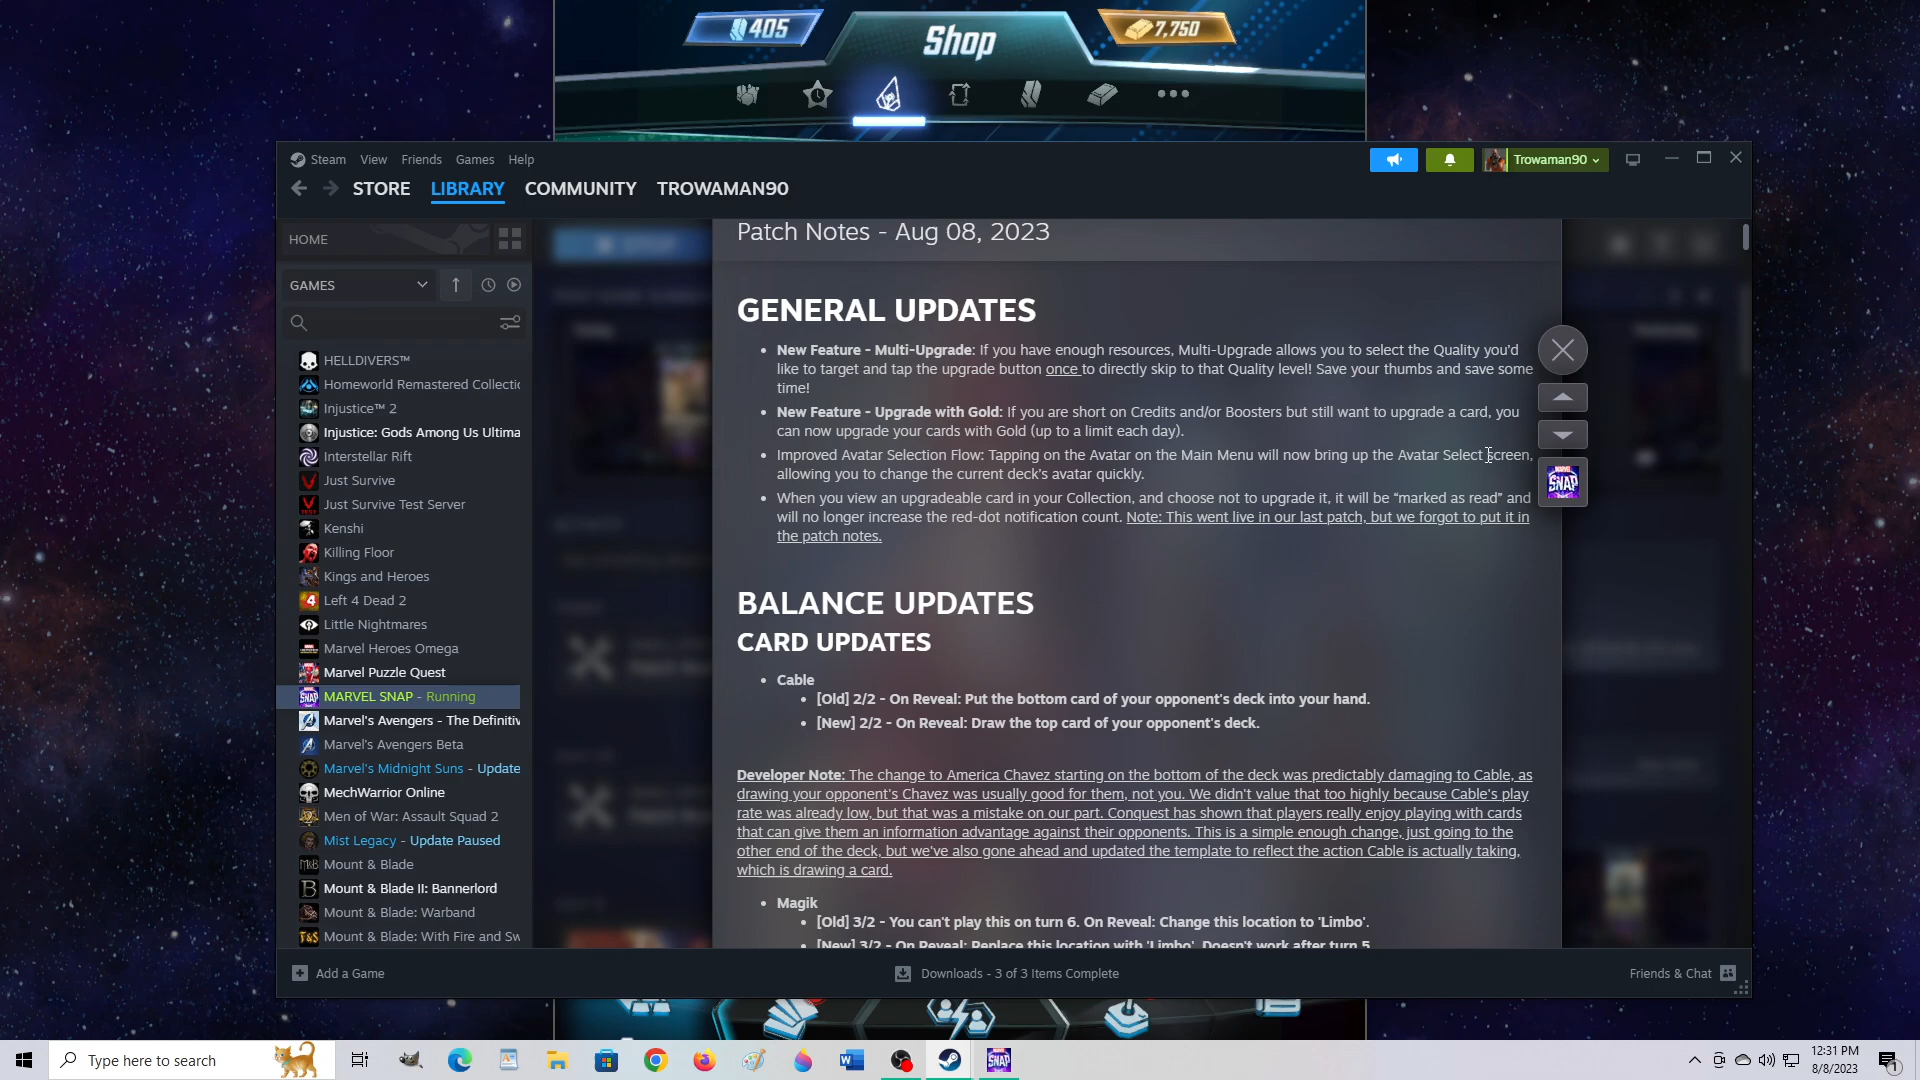 405
Shop
7,750
Steam View Friends Games Help
Trowaman90
STORE LIBRARY COMMUNITY TROWAMAN90
HOME
GAMES
HELLDIVERS™
Homeworld Remastered Collectic
Injustice™ 2
Injustice: Gods Among Us Ultima
Interstellar Rift
Just Survive
Just Survive Test Server
Kenshi
Killing Floor
Kings and Heroes
Left 4 Dead 2
Little Nightmares
Marvel Heroes Omega
Marvel Puzzle Quest
MARVEL SNAP - Running
Marvel's Avengers - The Definitiv
Marvel's Avengers Beta
Marvel's Midnight Suns - Update
MechWarrior Online
Men of War: Assault Squad 2
Mist Legacy - Update Paused
Mount & Blade
Mount & Blade II: Bannerlord
Mount & Blade: Warband
Mount & Blade: With Fire and Sw
STOP
Patch Notes - Aug 08, 2023
GENERAL UPDATES
• New Feature - Multi-Upgrade: If you have enough resources, Multi-Upgrade allows you to select the Quality you'd
like to target and tap the upgrade button once to directly skip to that Quality level! Save your thumbs and save some
time!
• New Feature - Upgrade with Gold: If you are short on Credits and/or Boosters but still want to upgrade a card, you
can now upgrade your cards with Gold (up to a limit each day).
• Improved Avatar Selection Flow: Tapping on the Avatar on the Main Menu will now bring up the Avatar Select Screen,
allowing you to change the current deck's avatar quickly.
• When you view an upgradeable card in your Collection, and choose not to upgrade it, it will be “marked as read” and
will no longer increase the red-dot notification count. Note: This went live in our last patch, but we forgot to put it in
the patch notes.
BALANCE UPDATES
CARD UPDATES
• Cable
• [Old] 2/2 - On Reveal: Put the bottom card of your opponent's deck into your hand.
• [New] 2/2 - On Reveal: Draw the top card of your opponent's deck.
Developer Note: The change to America Chavez starting on the bottom of the deck was predictably damaging to Cable, as
drawing your opponent's Chavez was usually good for them, not you. We didn't value that too highly because Cable's play
rate was already low, but that was a mistake on our part. Conquest has shown that players really enjoy playing with cards
that can give them an information advantage against their opponents. This is a simple enough change, just going to the
other end of the deck, but we've also gone ahead and updated the template to reflect the action Cable is actually taking,
which is drawing a card.
• Magik
• [Old] 3/2 - You can't play this on turn 6. On Reveal: Change this location to 'Limbo'.
• [New] 3/2 - On Reveal: Replace this location with 'Limbo'. Doesn't work after turn 5.
MARVEL SNAP
Add a Game
Downloads - 3 of 3 Items Complete
Friends & Chat
Type here to search
12:31 PM
8/8/2023